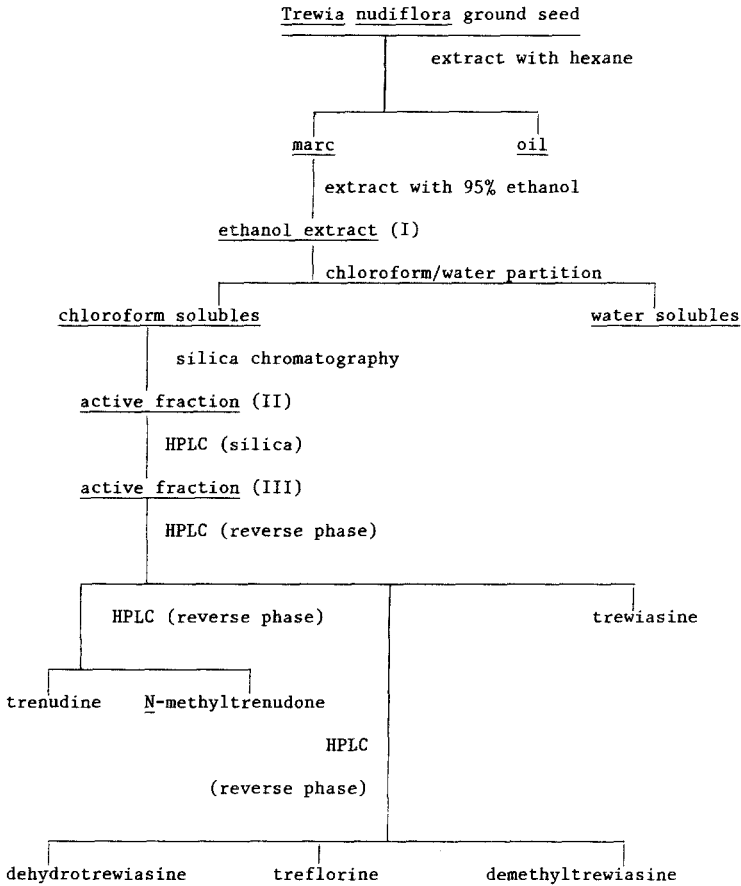 Trewia nudiflora ground seed
extract with hexane
marc oil
extract with 95% ethanol
ethanol extract (I)
chloroform/water partition
chloroform solubles water solubles
silica chromatography
active fraction (II)
HPLC (silica)
active fraction (III)
HPLC (reverse phase)
HPLC (reverse phase) trewiasine
trenudine N-methyltrenudone
HPLC
(reverse phase)
dehydrotrewiasine treflorine demethyltrewiasine